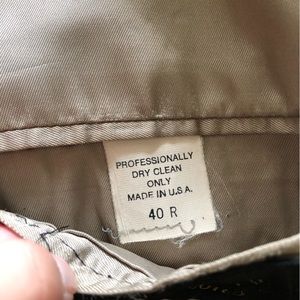 PROFESSIONALLY
DRY CLEAN
ONLY
MADE IN U.S.A.
40 R